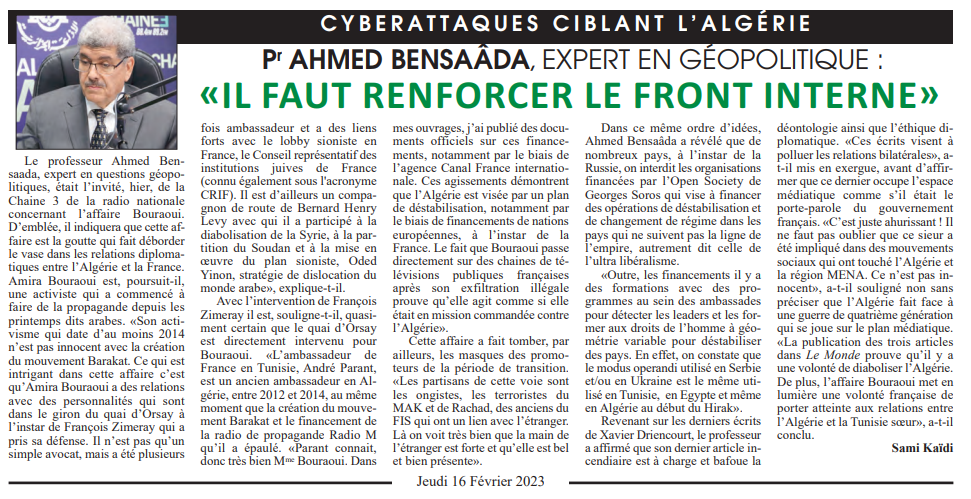 CYBERATTAQUES CIBLANT L'ALGÉRIE
Pr AHMED BENSAÂDA, EXPERT EN GÉOPOLITIQUE :
«IL FAUT RENFORCER LE FRONT INTERNE»
Le professeur Ahmed Ben-
saada, expert en questions géopo-
litiques, était l'invité, hier, de la
Chaine 3 de la radio nationale
concernant l'affaire Bouraoui.
D'emblée, il indiquera que cette af-
faire est la goutte qui fait déborder
le vase dans les relations diploma-
tiques entre l'Algérie et la France.
Amira Bouraoui est, poursuit-il,
une activiste qui a commencé à
faire de la propagande depuis les
printemps dits arabes. «Son acti-
visme qui date d'au moins 2014
n'est pas innocent avec la création
du mouvement Barakat. Ce qui est
intrigant dans cette affaire c'est
qu'Amira Bouraoui a des relations
avec des personnalités qui sont
dans le giron du quai d'Orsay à
l'instar de François Zimeray qui a
pris sa défense. Il n'est pas qu'un
simple avocat, mais a été plusieurs
fois ambassadeur et a des liens
forts avec le lobby sioniste en
France, le Conseil représentatif des
institutions juives de France
(connu également sous l'acronyme
CRIF). Il est d'ailleurs un compa-
gnon de route de Bernard Henry
Levy avec qui il a participé à la
diabolisation de la Syrie, à la par-
tition du Soudan et à la mise en
œuvre du plan sioniste, Oded
Yinon, stratégie de dislocation du
monde arabe», explique-t-il.
Avec l'intervention de François
Zimeray il est, souligne-t-il, quasi-
ment certain que le quai d'Orsay
est directement intervenu pour
Bouraoui. «L'ambassadeur de
France en Tunisie, André Parant,
est un ancien ambassadeur en Al-
gérie, entre 2012 et 2014, au même
moment que la création du mouve-
ment Barakat et le financement de
la radio de propagande Radio M
qu'il a épaulé. «Parant connait,
donc très bien Mme Bouraoui. Dans
mes ouvrages, j'ai publié des docu-
ments officiels sur ces finance-
ments, notamment par le biais de
l'agence Canal France internatio-
nale. Ces agissements démontrent
que l'Algérie est visée par un plan
de déstabilisation, notamment par
le biais de financements de nations
européennes, à l'instar de la
France. Le fait que Bouraoui passe
directement sur des chaines de té-
lévisions publiques françaises
après son exfiltration illégale
prouve qu'elle agit comme si elle
était en mission commandée contre
l'Algérie».
Cette affaire a fait tomber, par
ailleurs, les masques des promo-
teurs de la période de transition.
«Les partisans de cette voie sont
les ongistes, les terroristes du
MAK et de Rachad, des anciens du
FIS qui ont un lien avec l'étranger.
Là on voit très bien que la main de
l'étranger est forte et qu'elle est bel
et bien présente».
Dans ce même ordre d'idées,
Ahmed Bensaâda a révélé que de
nombreux pays, à l'instar de la
Russie, on interdit les organisations
financées par l'Open Society de
Georges Soros qui vise à financer
des opérations de déstabilisation et
de changement de régime dans les
pays qui ne suivent pas la ligne de
l'empire, autrement dit celle de
l'ultra libéralisme.
«Outre, les financements il y a
des formations avec des pro-
grammes au sein des ambassades
pour détecter les leaders et les for-
mer aux droits de l'homme à géo-
métrie variable pour déstabiliser
des pays. En effet, on constate que
le modus operandi utilisé en Serbie
et/ou en Ukraine est le même uti-
lisé en Tunisie, en Egypte et même
en Algérie au début du Hirak».
Revenant sur les derniers écrits
de Xavier Driencourt, le professeur
a affirmé que son dernier article in-
cendiaire est à charge et bafoue la
déontologie ainsi que l'éthique di-
plomatique. «Ces écrits visent à
polluer les relations bilatérales», a-
t-il mis en exergue, avant d'affir-
mer que ce dernier occupe l'espace
médiatique comme s'il était le
porte-parole du gouvernement
français. «C'est juste ahurissant ! Il
ne faut pas oublier que ce sieur a
été impliqué dans des mouvements
sociaux qui ont touché l'Algérie et
la région MENA. Ce n'est pas in-
nocent», a-t-il souligné non sans
préciser que l'Algérie fait face à
une guerre de quatrième génération
qui se joue sur le plan médiatique.
«La publication des trois articles
dans Le Monde prouve qu'il y a
une volonté de diaboliser l'Algérie.
De plus, l'affaire Bouraoui met en
lumière une volonté française de
porter atteinte aux relations entre
l'Algérie et la Tunisie sœur», a-t-il
conclu.
Sami Kaïdi
Jeudi 16 Février 2023